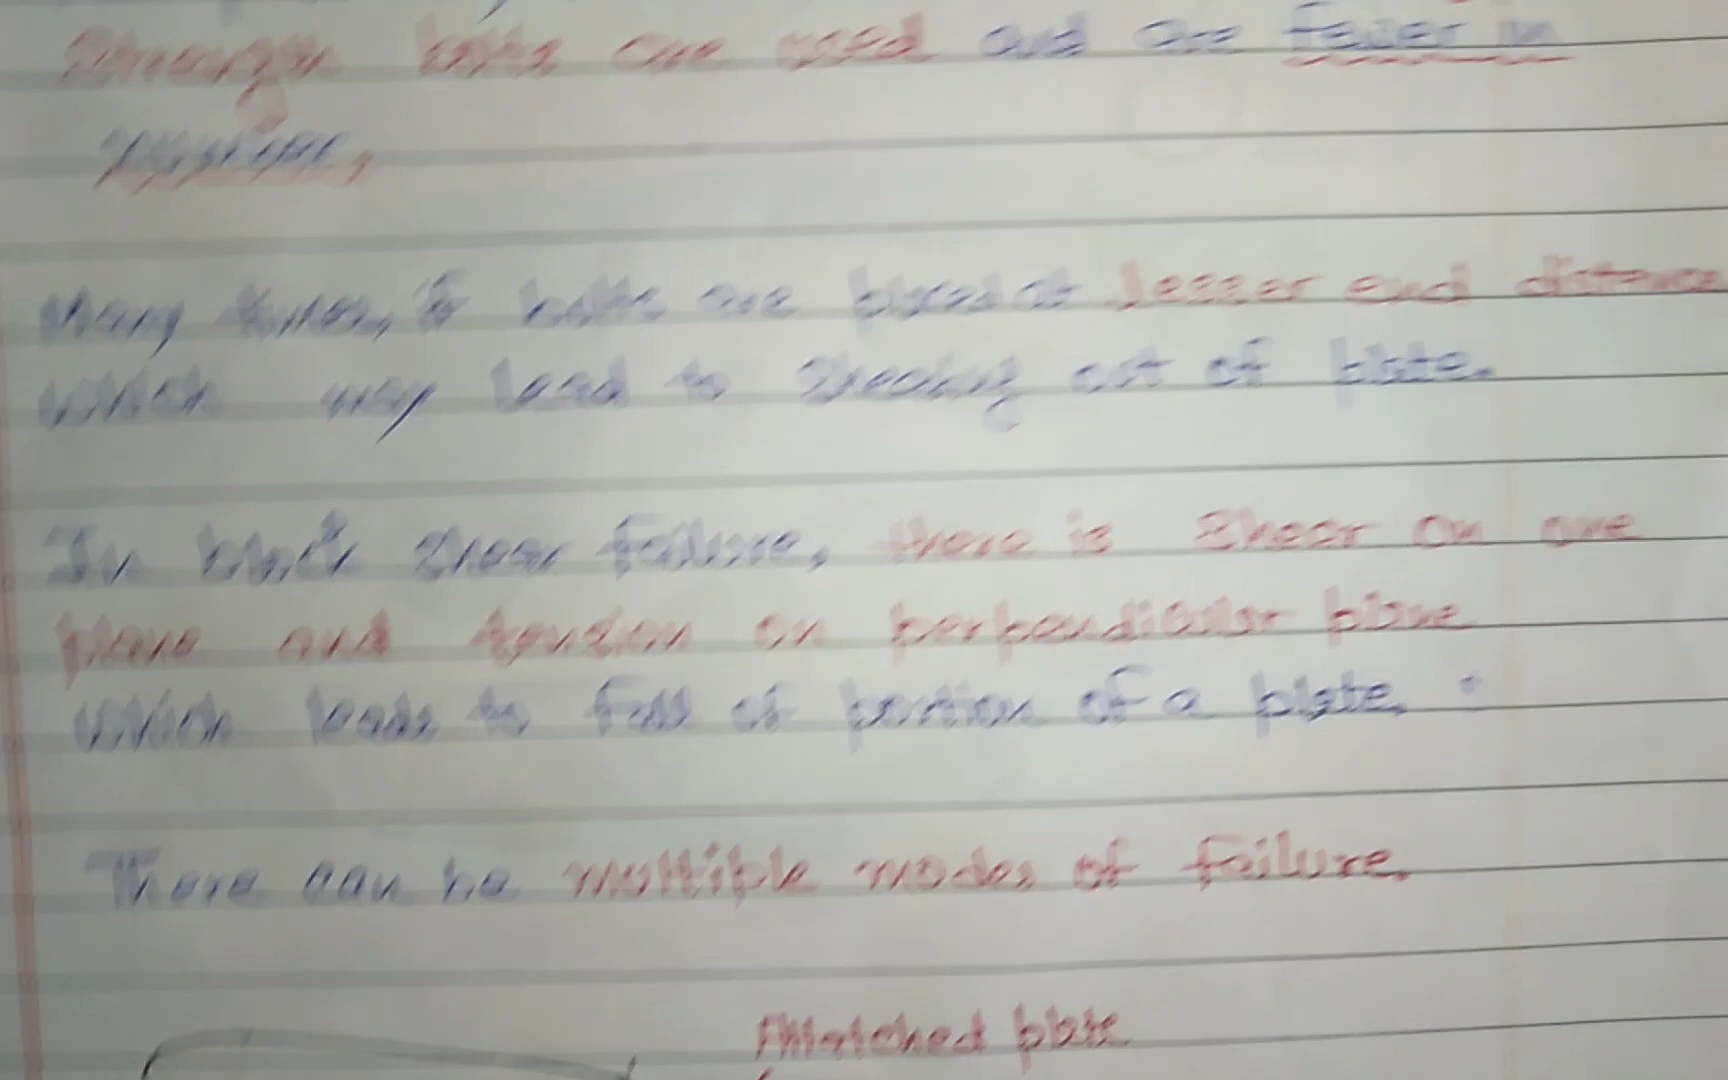 Strength bolts are used and are fewer in
number.
Many times, bolts are placed at lesser end distance
which may lead to shearing out of plate.
In block shear failure, there is shear on one
plane and tension on perpendicular plane
which leads to fall of portion of a plate.
There can be multiple modes of failure.
Attached plate